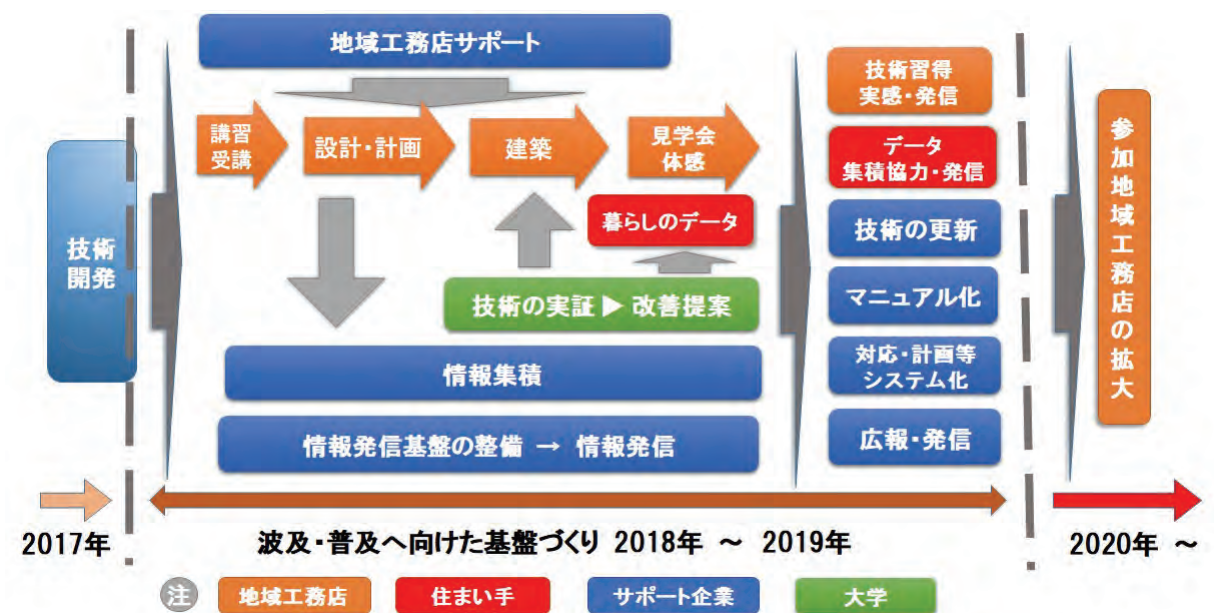 地域工務店サポート
技術
開発
講習
受講
設計・計画
建築
見学会
体感
暮らしのデータ
技術の実証 ▶ 改善提案
情報集積
情報発信基盤の整備 → 情報発信
技術習得
実感・発信
データ
集積協力・発信
技術の更新
マニュアル化
対応・計画等
システム化
広報・発信
参加地域工務店の拡大
2017年
波及・普及へ向けた基盤づくり 2018年 ～ 2019年
2020年 ～
注
地域工務店
住まい手
サポート企業
大学